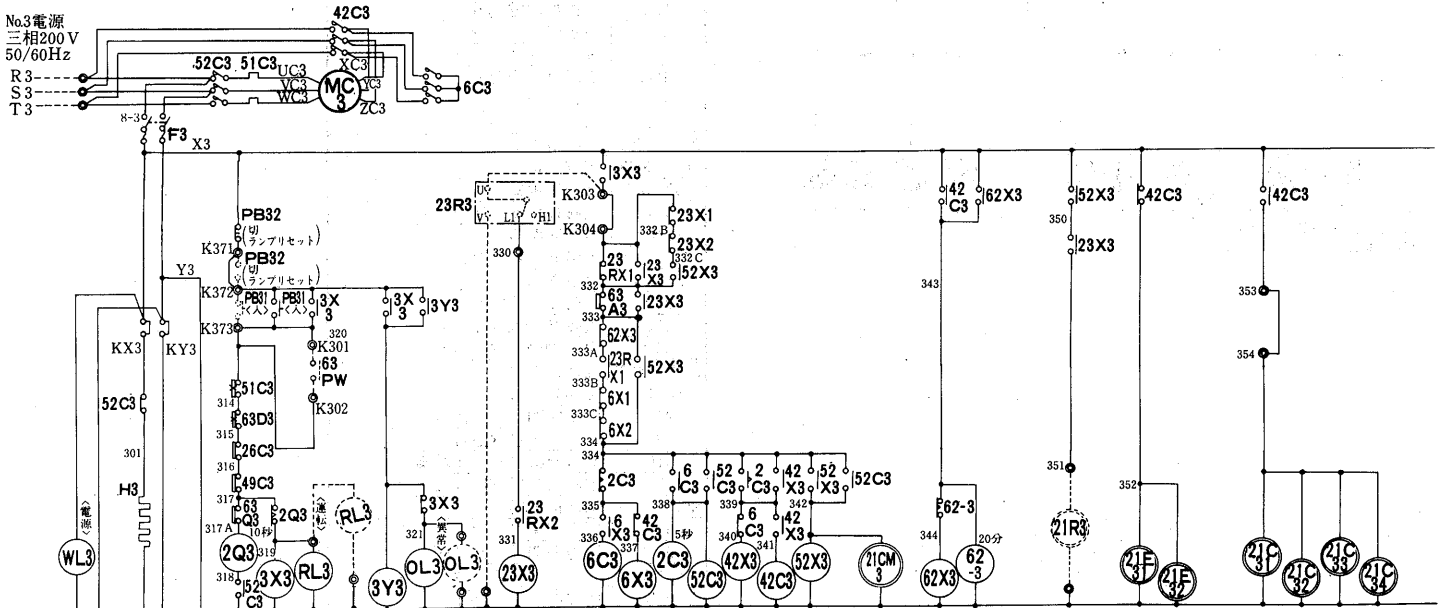 No.3電源
三相200V
50/60Hz
R3
S3
T3
42C3
52C3
51C3
UC3
VC3
WC3
MC
3
XC3
YC3
ZC3
6C3
8-3
F3
X3
PB32
(切
ランプリセット)
K371
PB32
(切
ランプリセット)
Y3
K372
PB31
<入>
PB31
<入>
3X
3
K373
320
K301
63
PW
K302
3X
3
3Y3
KX3
KY3
52C3
301
H3
<電源>
WL3
51C3
314
63D3
315
26C3
316
49C3
317
63
Q3
317A
10秒
2Q3
319
2Q3
318
52
C3
3X3
<運転>
RL3
RL3
3Y3
3X3
321
<異常>
OL3
OL3
23R3
U
V
L1
H1
330
23
RX2
331
23X3
3X3
K303
K304
23X1
332B
23X2
332C
52X3
23
RX1
23
X3
332
63
A3
23X3
333
62X3
333A
23R
X1
52X3
333B
6X1
333C
6X2
334
334
2C3
335
6
X3
336
42
C3
337
6C3
6X3
6
C3
338
5秒
2C3
52
C3
52C3
2
C3
339
6
C3
340
42X3
42
X3
42
X3
341
42C3
52
X3
342
52X3
52C3
21CM
3
42
C3
62X3
343
62-3
344
20分
62X3
62
-3
52X3
350
23X3
351
21R3
42C3
352
21E
31
21E
32
42C3
353
354
21C
31
21C
32
21C
33
21C
34